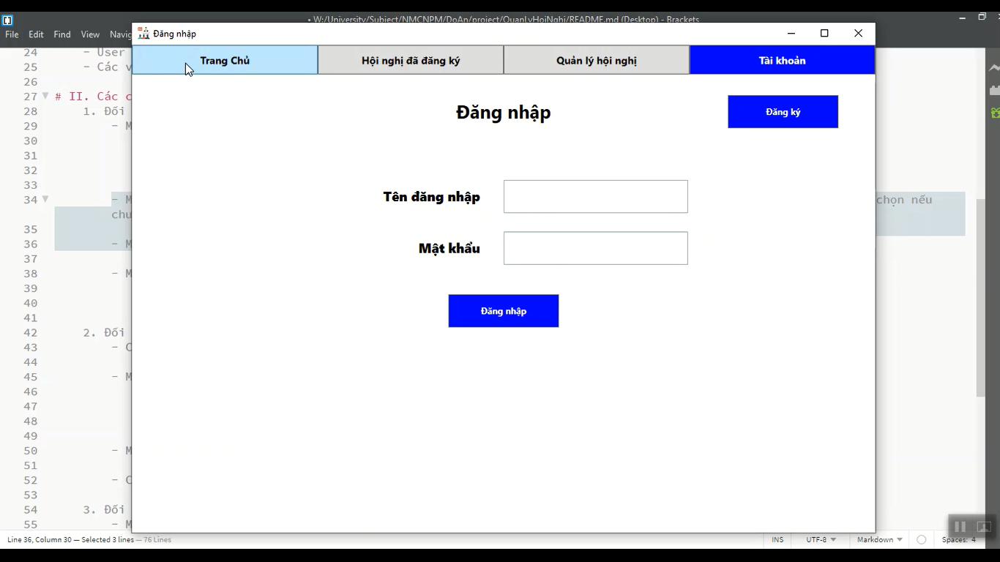 • W:/University/Subject/NMCNPM/DoAn/project/QuanLyHoiNghi/README.md (Desktop) - Brackets
File Edit Find View Navig
Đăng nhập
Trang Chủ Hội nghị đã đăng ký Quản lý hội nghị Tài khoản
Đăng nhập Đăng ký
Tên đăng nhập
Mật khẩu
Đăng nhập
24 - User
25 - Các v
26
27 # II. Các c
28 1. Đối
29 - M
30
31
32
33
34 - M chọn nếu
chu
35
36 - M
37
38 - M
39
40
41
42 2. Đối
43 - C
44
45 - M
46
47
48
49
50 - M
51
52 - C
53
54 3. Đối
55 - M
Line 36, Column 30 — Selected 3 lines — 76 Lines INS UTF-8 Markdown Spaces: 4